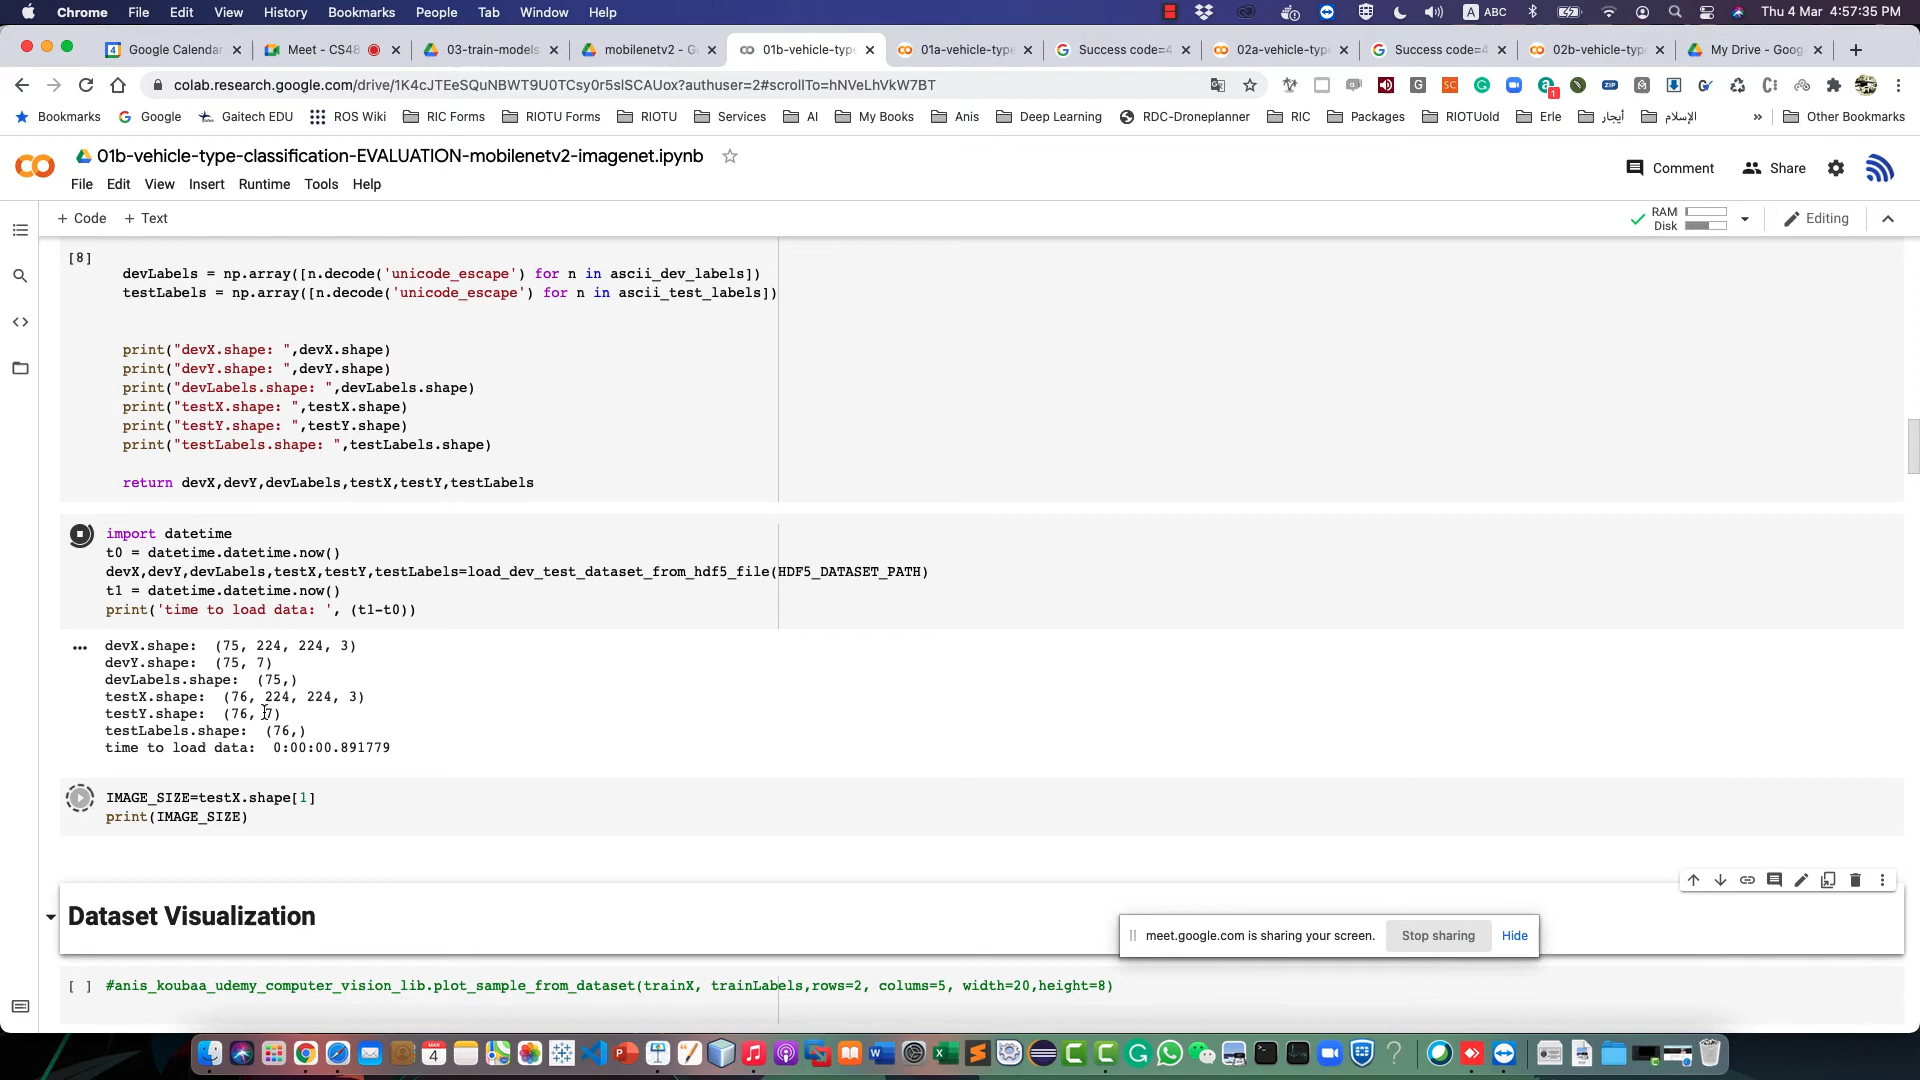 Chrome File Edit View History Bookmarks People Tab Window Help
ABC
Thu 4 Mar 4:57:35 PM
Google Calendar
Meet - CS48
03-train-models
mobilenetv2 - G
01b-vehicle-type
01a-vehicle-type
Success code=4
02a-vehicle-type
Success code=4
02b-vehicle-type
My Drive - Goog
colab.research.google.com/drive/1K4cJTEeSQuNBWT9U0TCsy0r5slSCAUox?authuser=2#scrollTo=hNVeLhVkW7BT
Bookmarks Google Gaitech EDU ROS Wiki RIC Forms RIOTU Forms RIOTU Services AI My Books Anis Deep Learning RDC-Droneplanner RIC Packages RIOTUold Erle أيجار الإسلام » Other Bookmarks
01b-vehicle-type-classification-EVALUATION-mobilenetv2-imagenet.ipynb
Comment Share
File Edit View Insert Runtime Tools Help
+ Code + Text
RAM
Disk
Editing
[8]
devLabels = np.array([n.decode('unicode_escape') for n in ascii_dev_labels])
testLabels = np.array([n.decode('unicode_escape') for n in ascii_test_labels])
print("devX.shape: ",devX.shape)
print("devY.shape: ",devY.shape)
print("devLabels.shape: ",devLabels.shape)
print("testX.shape: ",testX.shape)
print("testY.shape: ",testY.shape)
print("testLabels.shape: ",testLabels.shape)
return devX,devY,devLabels,testX,testY,testLabels
import datetime
t0 = datetime.datetime.now()
devX,devY,devLabels,testX,testY,testLabels=load_dev_test_dataset_from_hdf5_file(HDF5_DATASET_PATH)
t1 = datetime.datetime.now()
print('time to load data: ', (t1-t0))
devX.shape: (75, 224, 224, 3)
devY.shape: (75, 7)
devLabels.shape: (75,)
testX.shape: (76, 224, 224, 3)
testY.shape: (76, 7)
testLabels.shape: (76,)
time to load data: 0:00:00.891779
IMAGE_SIZE=testX.shape[1]
print(IMAGE_SIZE)
Dataset Visualization
meet.google.com is sharing your screen. Stop sharing Hide
[ ] #anis_koubaa_udemy_computer_vision_lib.plot_sample_from_dataset(trainX, trainLabels,rows=2, colums=5, width=20,height=8)